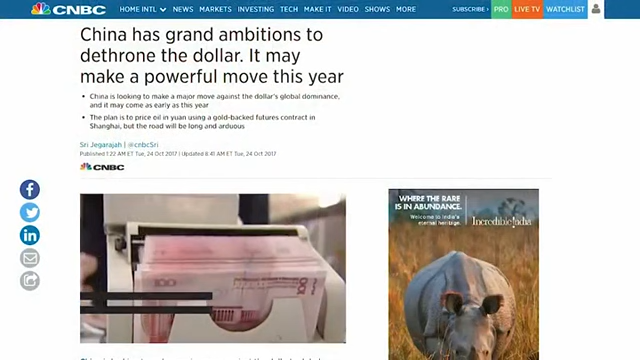 CNBC
HOME INTL NEWS MARKETS INVESTING TECH MAKE IT VIDEO SHOWS MORE
SUBSCRIBE PRO LIVE TV WATCHLIST
China has grand ambitions to
dethrone the dollar. It may
make a powerful move this year
China is looking to make a major move against the dollar's global dominance,
and it may come as early as this year
The plan is to price oil in yuan using a gold-backed futures contract in
Shanghai, but the road will be long and arduous
Sri Jegarajah | @cnbcSri
Published 1:22 AM ET Tue, 24 Oct 2017 | Updated 8:41 AM ET Tue, 24 Oct 2017
CNBC
100
WHERE THE RARE
IS IN ABUNDANCE.
Welcome to India's
eternal heritage.
Incredible !ndia